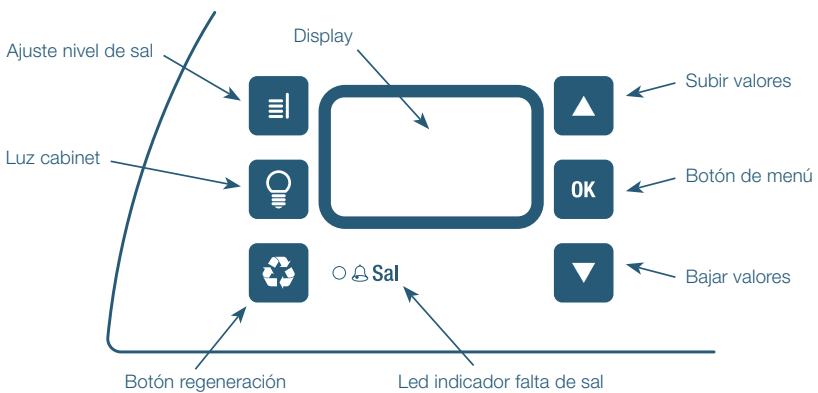 Display
Ajuste nivel de sal
Subir valores
Luz cabinet
Botón de menú
OK
Sal
Bajar valores
Botón regeneración
Led indicador falta de sal